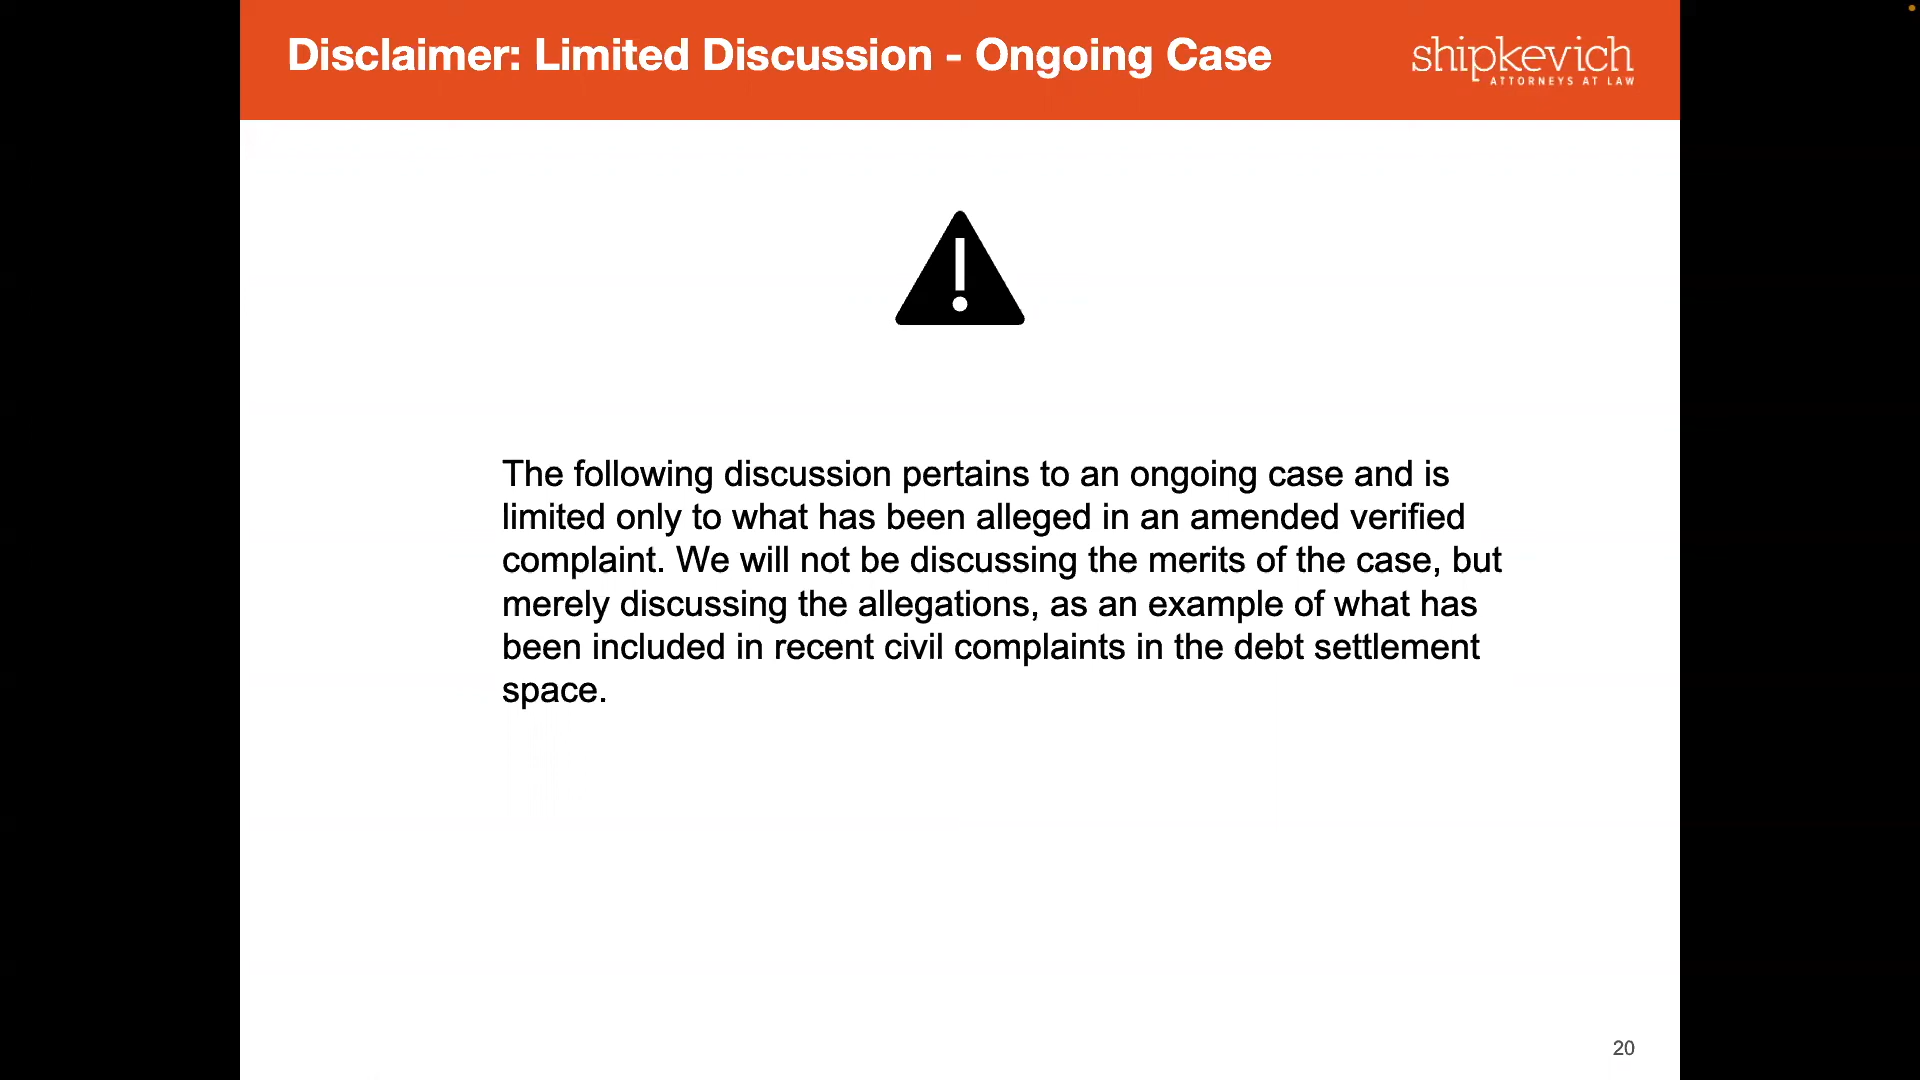 Disclaimer: Limited Discussion - Ongoing Case
shipkevich
ATTORNEYS AT LAW
The following discussion pertains to an ongoing case and is
limited only to what has been alleged in an amended verified
complaint. We will not be discussing the merits of the case, but
merely discussing the allegations, as an example of what has
been included in recent civil complaints in the debt settlement
space.
20